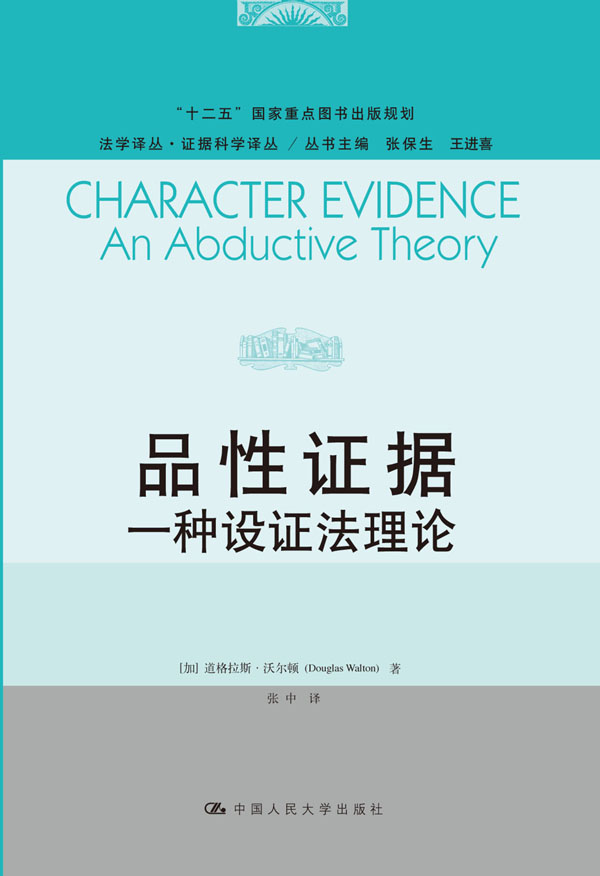 “十二五”国家重点图书出版规划
法学译丛·证据科学译丛 / 丛书主编 张保生 王进喜
CHARACTER EVIDENCE
An Abductive Theory
品性证据
一种设证法理论
[加] 道格拉斯·沃尔顿 (Douglas Walton) 著
张中 译
中国人民大学出版社